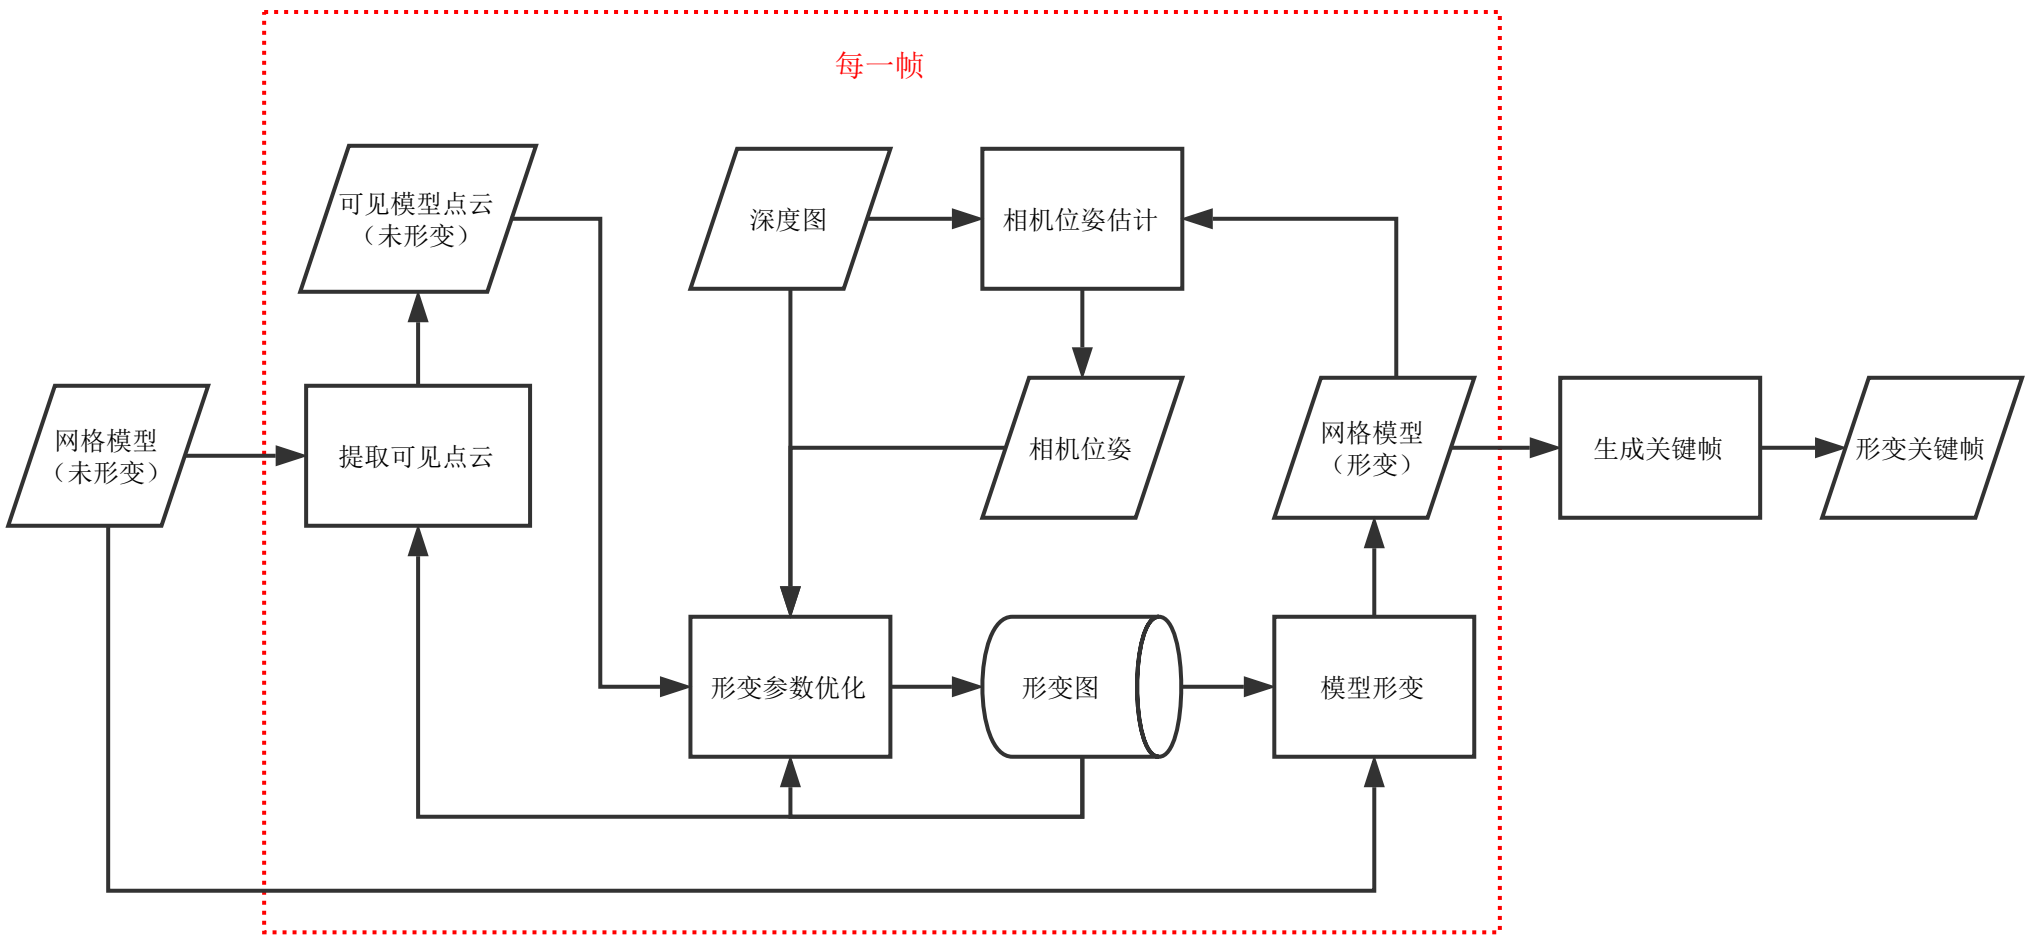 每一帧
可见模型点云
（未形变）
深度图
相机位姿估计
网格模型
（未形变）
提取可见点云
相机位姿
网格模型
（形变）
生成关键帧
形变关键帧
形变参数优化
形变图
模型形变